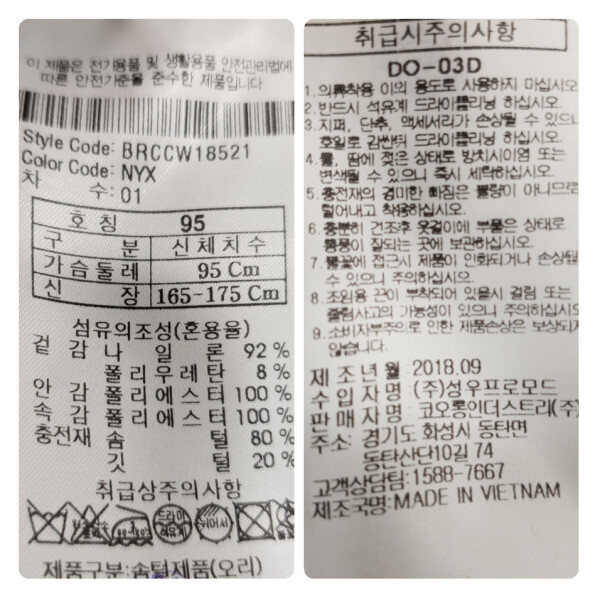 이 제품은 전기용품 및 생활용품 안전관리법에
따른 안전기준을 준수한 제품입니다
Style Code: BRCCW18521
Color Code: NYX
차 수: 01
호 칭 95
구 분 신체치수
가슴둘레 95 Cm
신 장 165-175 Cm
섬유의조성(혼용율)
겉 감 나 일 론 92 %
폴리우레탄 8 %
안 감 폴리에스터 100 %
속 감 폴리에스터 100 %
충전재 솜 털 80 %
깃 털 20 %
취급상주의사항
드라이
석유계
제품구분:솜털제품(오리)
취급시주의사항
DO-03D
1. 의류착용 이외 용도로 사용하지 마십시오
2. 반드시 석유계 드라이클리닝 하십시오.
3. 지퍼, 단추, 액세서리가 손상될 수 있으니
호일로 감싼뒤 드라이클리닝 하십시오.
4. 물, 땀에 젖은 상태로 방치시이염 또는
변색될 수 있으니 즉시 세탁하십시오.
5. 충전재의 경미한 빠짐은 불량이 아니므로
털어내고 착용하십시오.
6. 충분히 건조후 옷걸이에 부풀은 상태로
통풍이 잘되는 곳에 보관하십시오.
7. 불꽃에 접근시 제품이 인화되거나 손상될
수 있으니 주의하십시오.
8. 조임용 끈이 부착되어 있을시 걸림 또는
끌림사고의 가능성이 있으니 주의하십시오
9. 소비자부주의로 인한 제품손상은 보상되지
않습니다.
제 조년 월: 2018.09
수 입 자 명: (주)성우프로모드
판 매 자 명: 코오롱인더스트리(주)
주소: 경기도 화성시 동탄면
동탄산단10길 74
고객상담팀: 1588-7667
제조국명:MADE IN VIETNAM